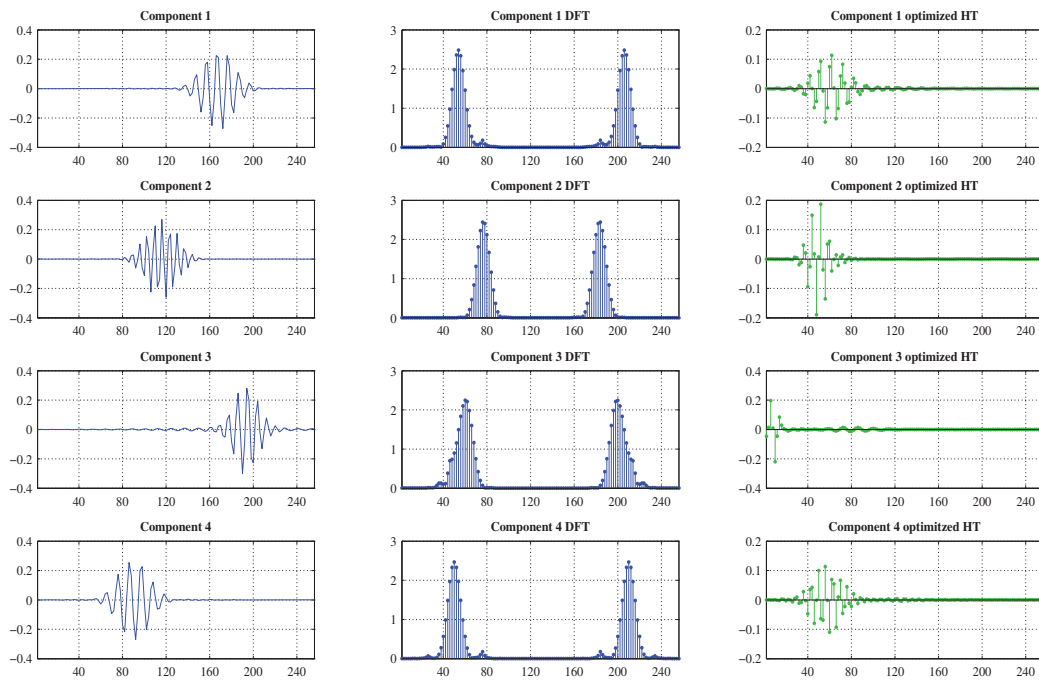 Component 1
Component 1 DFT
Component 1 optimized HT
0.4
0.2
0
−0.2
−0.4
40 80 120 160 200 240
3
2
1
0
40 80 120 160 200 240
0.2
0.1
0
−0.1
−0.2
40 80 120 160 200 240
Component 2
Component 2 DFT
Component 2 optimized HT
0.4
0.2
0
−0.2
−0.4
40 80 120 160 200 240
3
2
1
0
40 80 120 160 200 240
0.2
0.1
0
−0.1
−0.2
40 80 120 160 200 240
Component 3
Component 3 DFT
Component 3 optimized HT
0.4
0.2
0
−0.2
−0.4
40 80 120 160 200 240
3
2
1
0
40 80 120 160 200 240
0.4
0.2
0
−0.2
−0.4
40 80 120 160 200 240
Component 4
Component 4 DFT
Component 4 optimitzed HT
0.4
0.2
0
−0.2
−0.4
40 80 120 160 200 240
3
2
1
0
40 80 120 160 200 240
0.2
0.1
0
−0.1
−0.2
40 80 120 160 200 240